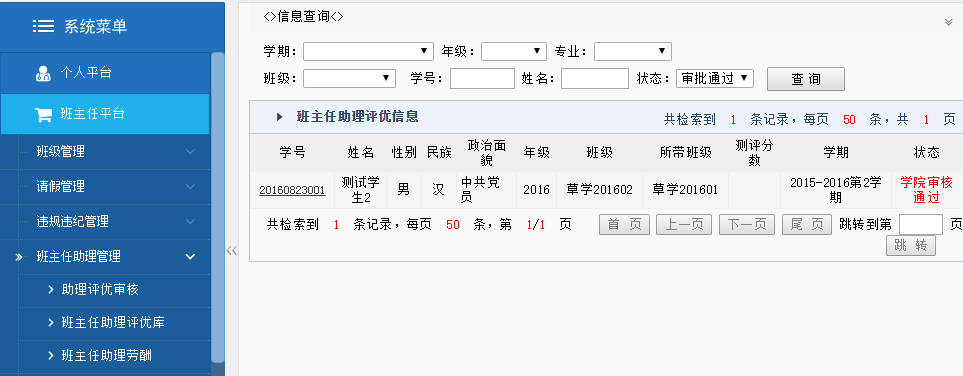 系统菜单
个人平台
班主任平台
班级管理
请假管理
违规违纪管理
班主任助理管理
助理评优审核
班主任助理评优库
班主任助理劳酬
<>信息查询<>
学期： 年级： 专业：
班级： 学号： 姓名： 状态： 审批通过 查 询
班主任助理评优信息 共检索到 1 条记录，每页 50 条，共 1 页
学号 姓名 性别 民族 政治面貌 年级 班级 所带班级 测评分数 学期 状态
20160823001 测试学生2 男 汉 中共党员 2016 草学201602 草学201601 2015-2016第2学期 学院审核通过
共检索到 1 条记录，每页 50 条，第 1/1 页 首 页 上一页 下一页 尾 页 跳转到第 页
跳 转